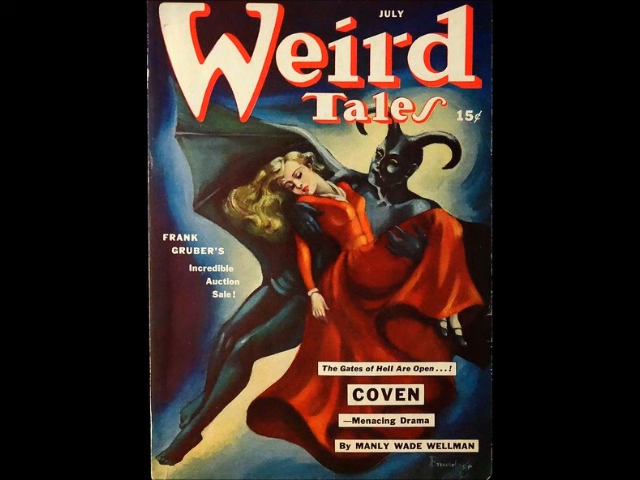 JULY
Weird
Tales
15¢
FRANK
GRUBER'S
Incredible
Auction
Sale!
The Gates of Hell Are Open...!
COVEN
—Menacing Drama
By MANLY WADE WELLMAN